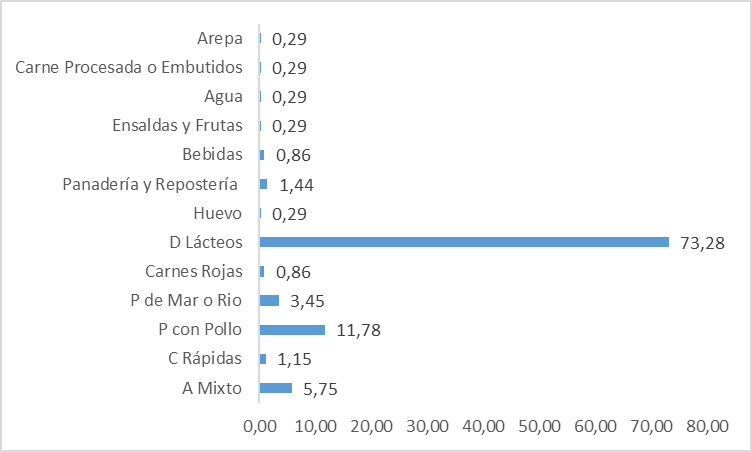 Arepa 0,29
Carne Procesada o Embutidos 0,29
Agua 0,29
Ensaldas y Frutas 0,29
Bebidas 0,86
Panadería y Repostería 1,44
Huevo 0,29
D Lácteos 73,28
Carnes Rojas 0,86
P de Mar o Rio 3,45
P con Pollo 11,78
C Rápidas 1,15
A Mixto 5,75
0,00 10,00 20,00 30,00 40,00 50,00 60,00 70,00 80,00